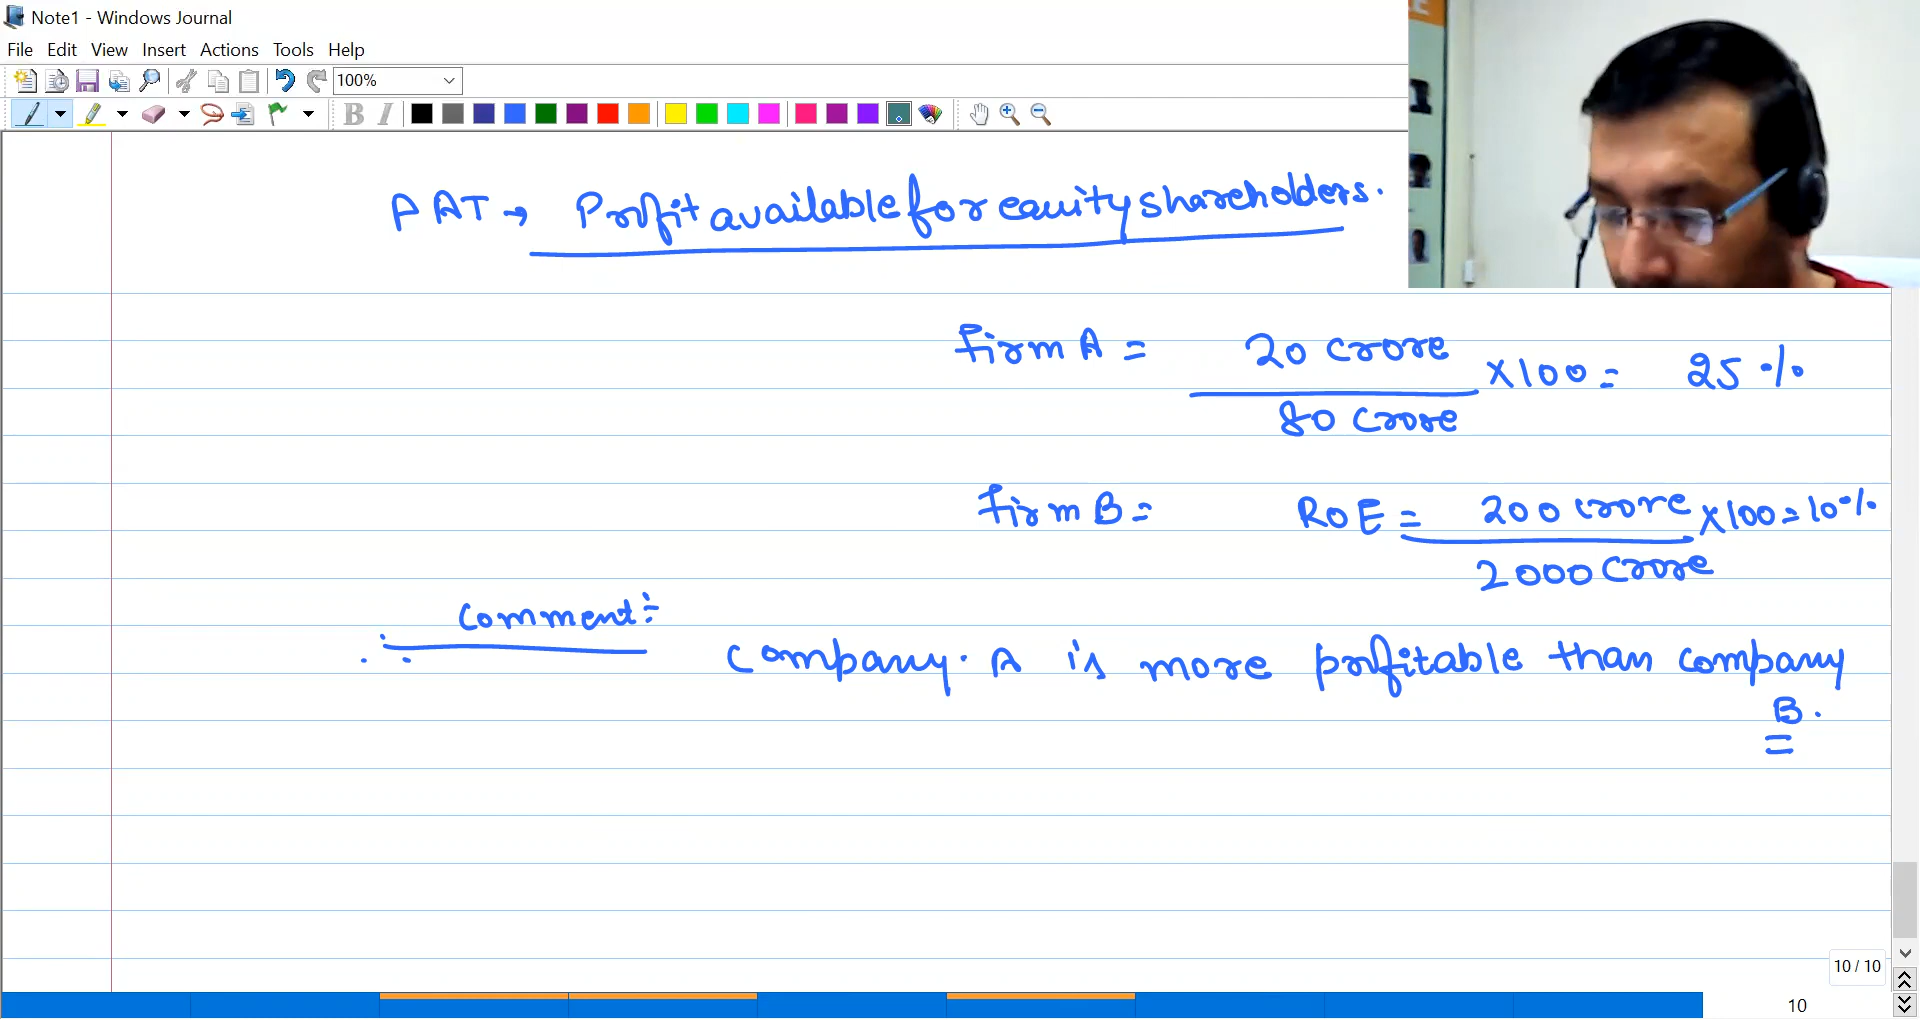 Note1 - Windows Journal
File Edit View Insert Actions Tools Help
100%
B I
PAT → Profit available for equity shareholders.
Firm A = 20 crore / 80 crore ×100 = 25 %
Firm B = ROE = 200 crore / 2000 crore ×100 = 10%
Comment :-
∴ Company. A is more profitable than company
B.
10 / 10
10